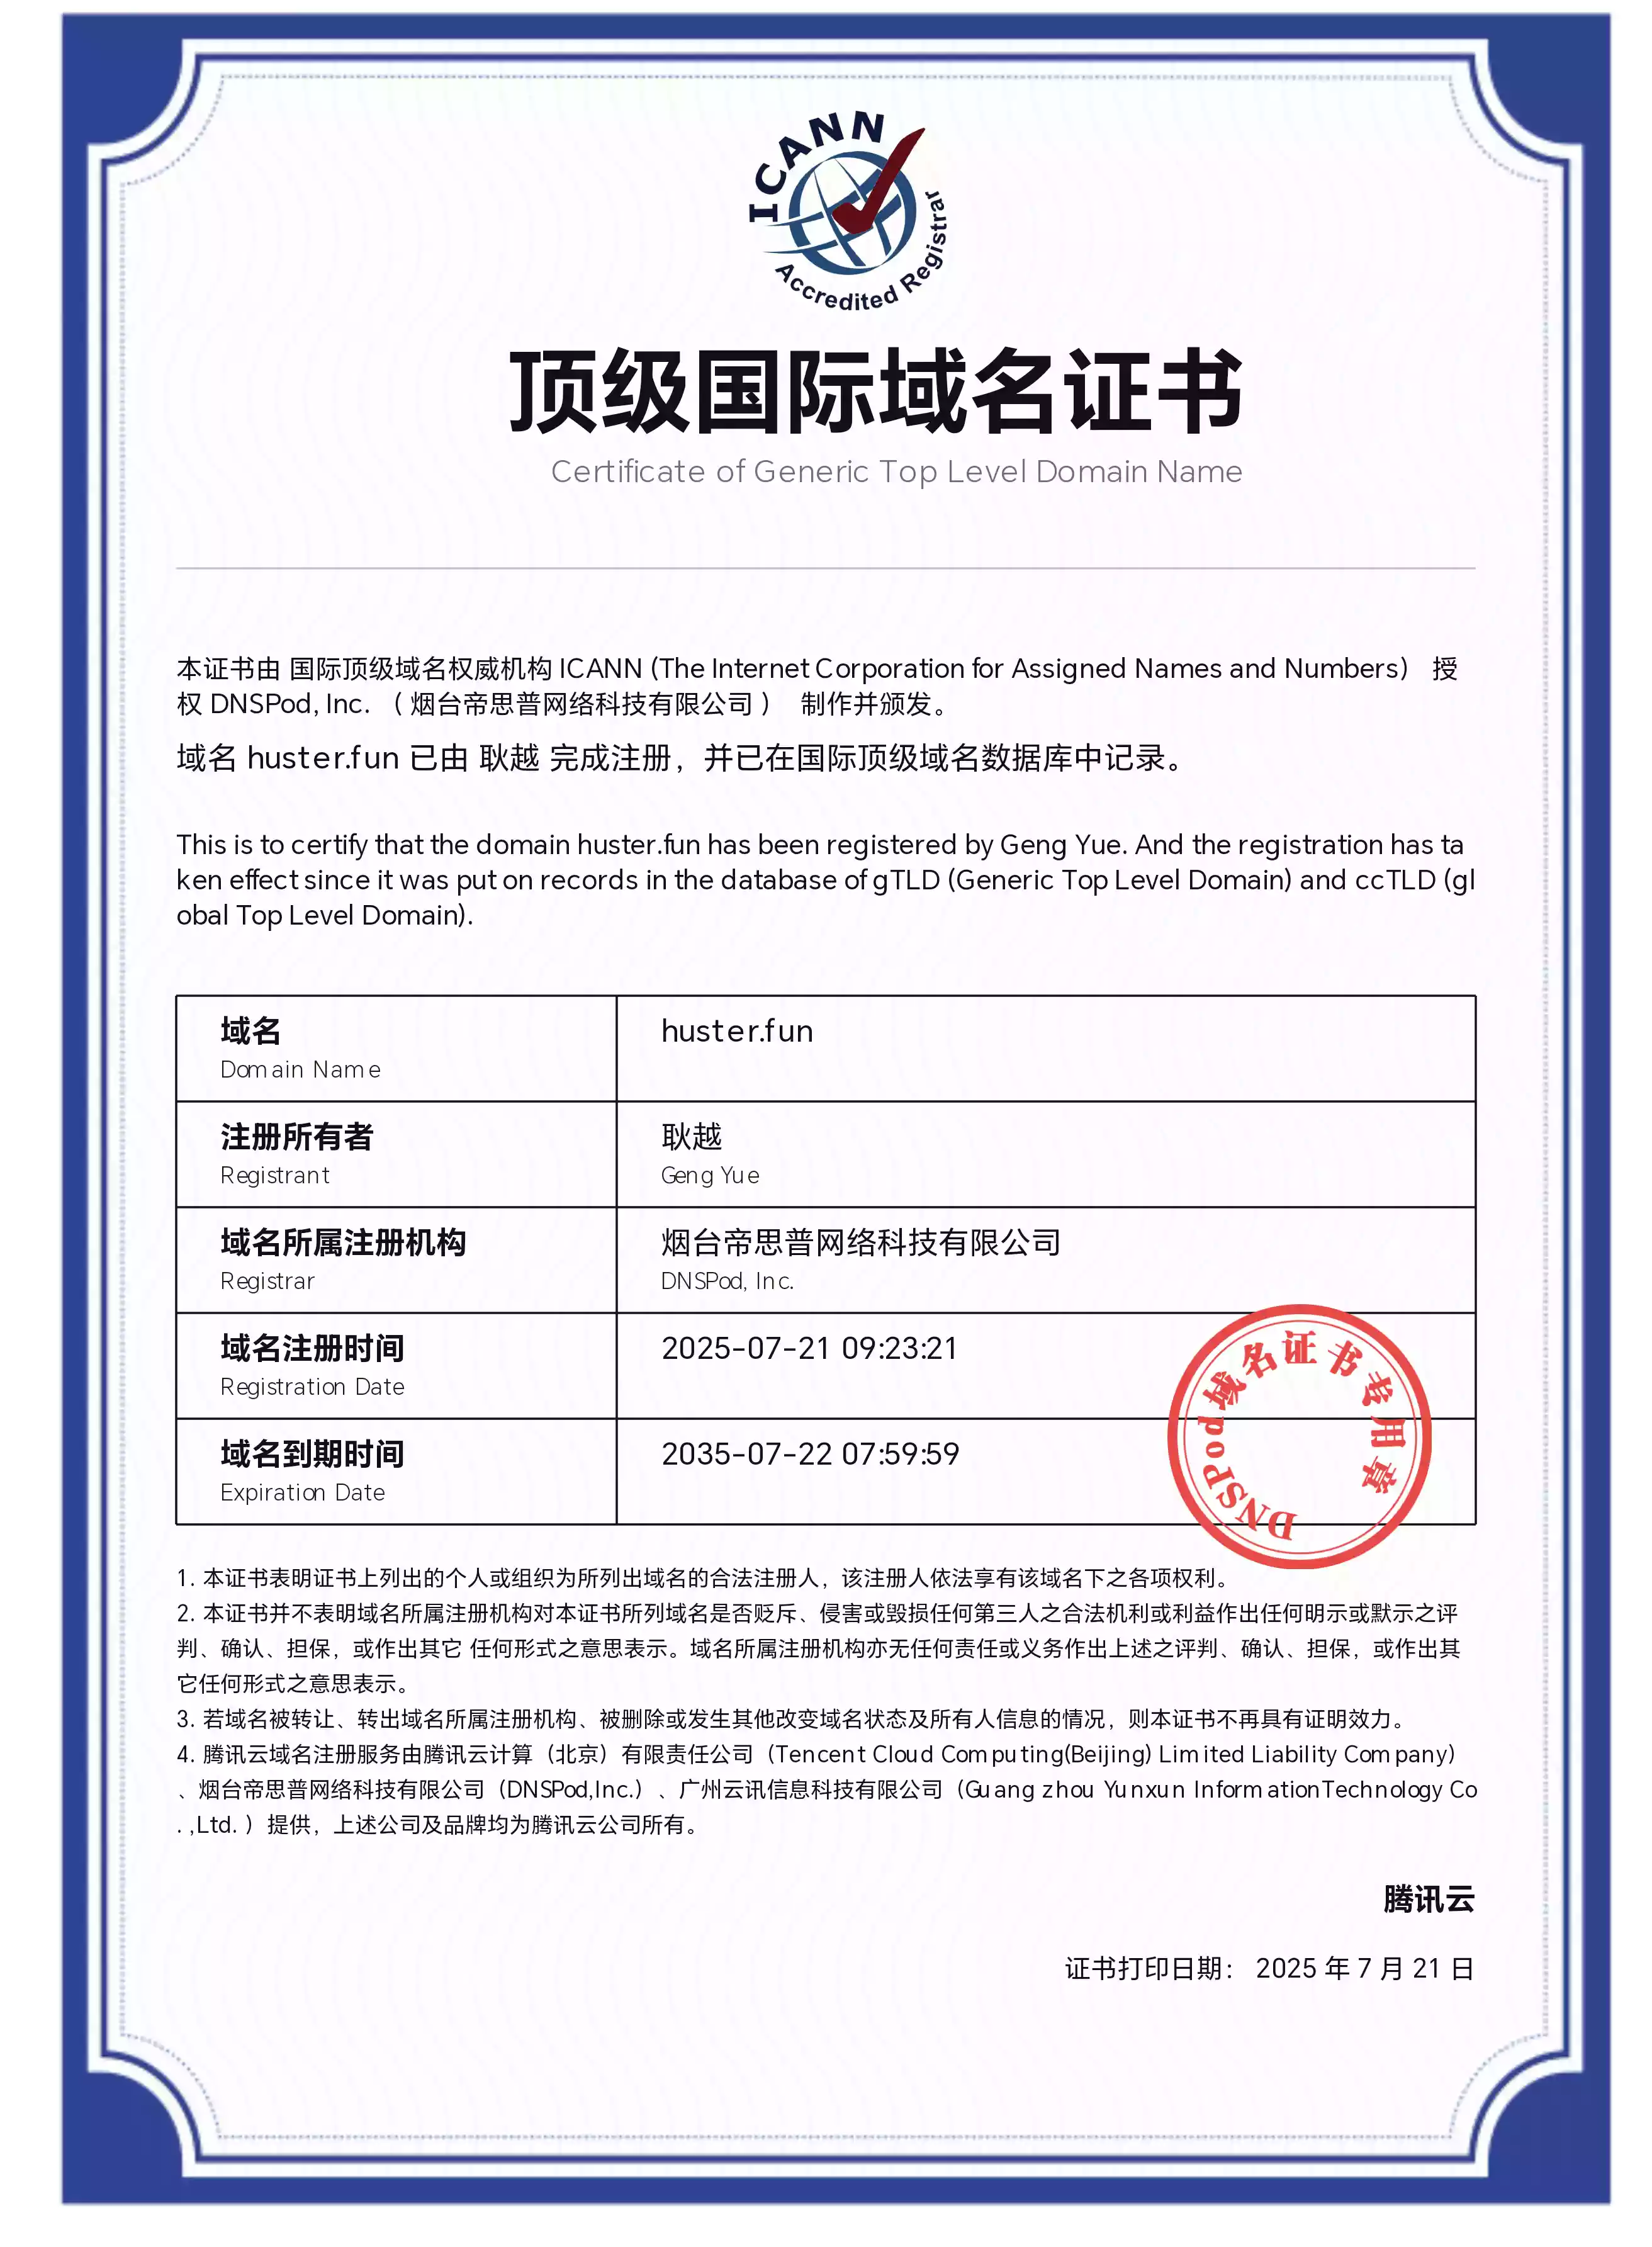 ICANN
Accredited Registrar
顶级国际域名证书
Certificate of Generic Top Level Domain Name
本证书由 国际顶级域名权威机构 ICANN (The Internet Corporation for Assigned Names and Numbers） 授
权 DNSPod, Inc. （ 烟台帝思普网络科技有限公司 ） 制作并颁发。
域名 huster.fun 已由 耿越 完成注册，并已在国际顶级域名数据库中记录。
This is to certify that the domain huster.fun has been registered by Geng Yue. And the registration has ta
ken effect since it was put on records in the database of gTLD (Generic Top Level Domain) and ccTLD (gl
obal Top Level Domain).
域名
Domain Name
huster.fun
注册所有者
Registrant
耿越
Geng Yue
域名所属注册机构
Registrar
烟台帝思普网络科技有限公司
DNSPod, Inc.
域名注册时间
Registration Date
2025-07-21 09:23:21
域名到期时间
Expiration Date
2035-07-22 07:59:59
DNSPod域名证书专用章
1. 本证书表明证书上列出的个人或组织为所列出域名的合法注册人，该注册人依法享有该域名下之各项权利。
2. 本证书并不表明域名所属注册机构对本证书所列域名是否贬斥、侵害或毁损任何第三人之合法机利或利益作出任何明示或默示之评
判、确认、担保，或作出其它 任何形式之意思表示。域名所属注册机构亦无任何责任或义务作出上述之评判、确认、担保，或作出其
它任何形式之意思表示。
3. 若域名被转让、转出域名所属注册机构、被删除或发生其他改变域名状态及所有人信息的情况，则本证书不再具有证明效力。
4. 腾讯云域名注册服务由腾讯云计算（北京）有限责任公司（Tencent Cloud Computing(Beijing) Limited Liability Company）
、烟台帝思普网络科技有限公司（DNSPod,Inc.）、广州云讯信息科技有限公司（Guang zhou Yunxun InformationTechnology Co
. ,Ltd. ）提供，上述公司及品牌均为腾讯云公司所有。
腾讯云
证书打印日期： 2025 年 7 月 21 日